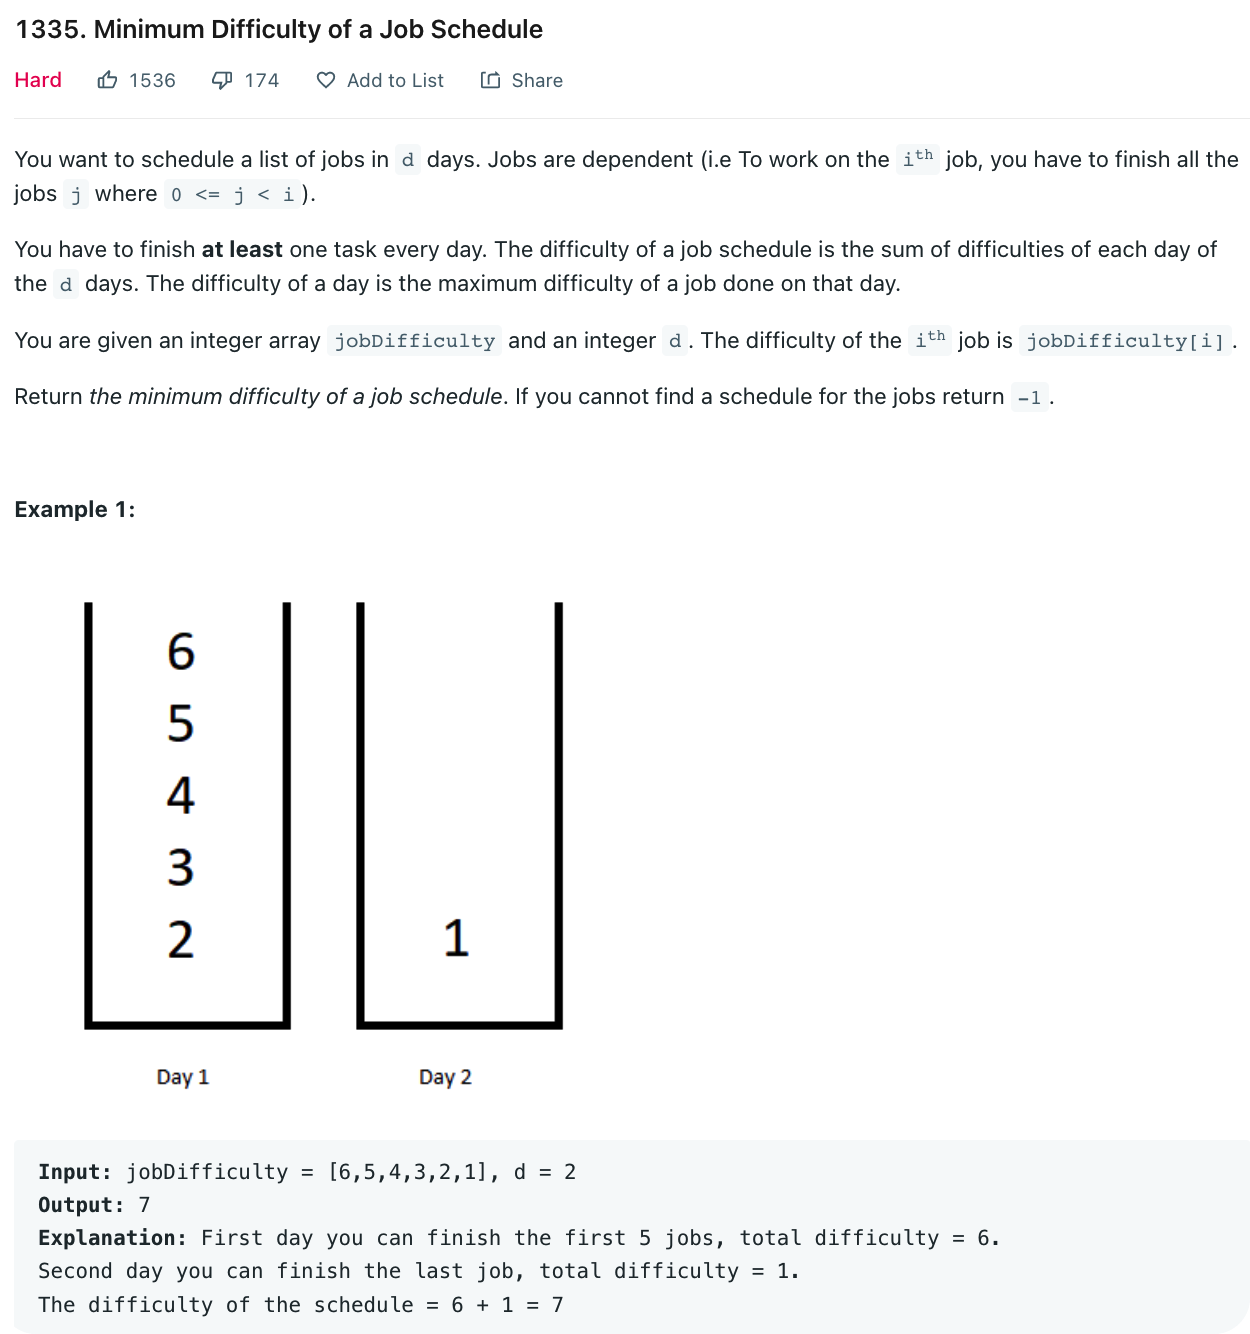 1335. Minimum Difficulty of a Job Schedule
Hard 1536 174 Add to List Share
You want to schedule a list of jobs in d days. Jobs are dependent (i.e To work on the ith job, you have to finish all the
jobs j where 0 <= j < i).
You have to finish at least one task every day. The difficulty of a job schedule is the sum of difficulties of each day of
the d days. The difficulty of a day is the maximum difficulty of a job done on that day.
You are given an integer array jobDifficulty and an integer d. The difficulty of the ith job is jobDifficulty[i].
Return the minimum difficulty of a job schedule. If you cannot find a schedule for the jobs return -1.
Example 1:
6
5
4
3
2 1
Day 1 Day 2
Input: jobDifficulty = [6,5,4,3,2,1], d = 2
Output: 7
Explanation: First day you can finish the first 5 jobs, total difficulty = 6.
Second day you can finish the last job, total difficulty = 1.
The difficulty of the schedule = 6 + 1 = 7